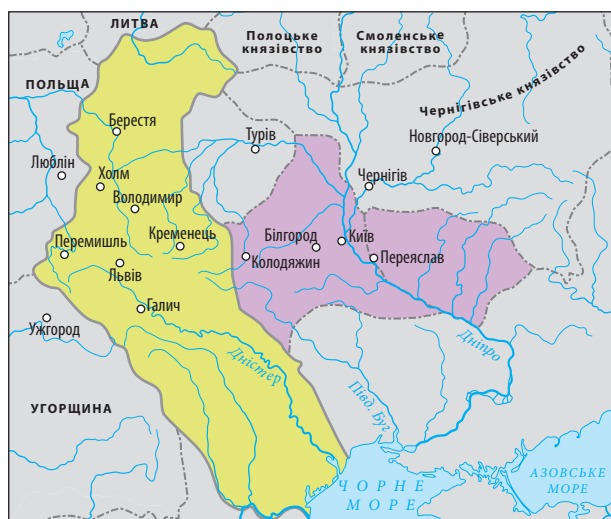 ЛИТВА
Полоцьке
князівство
Смоленське
князівство
ПОЛЬЩА
Чернігівське князівство
Берестя
Турів
Новгород-Сіверський
Люблін
Холм
Чернігів
Володимир
Кременець
Білгород
Київ
Перемишль
Колодяжин
Переяслав
Львів
Галич
Ужгород
Дністер
Дніпро
Півд. Буг
УГОРЩИНА
ЧОРНЕ
МОРЕ
АЗОВСЬКЕ
МОРЕ